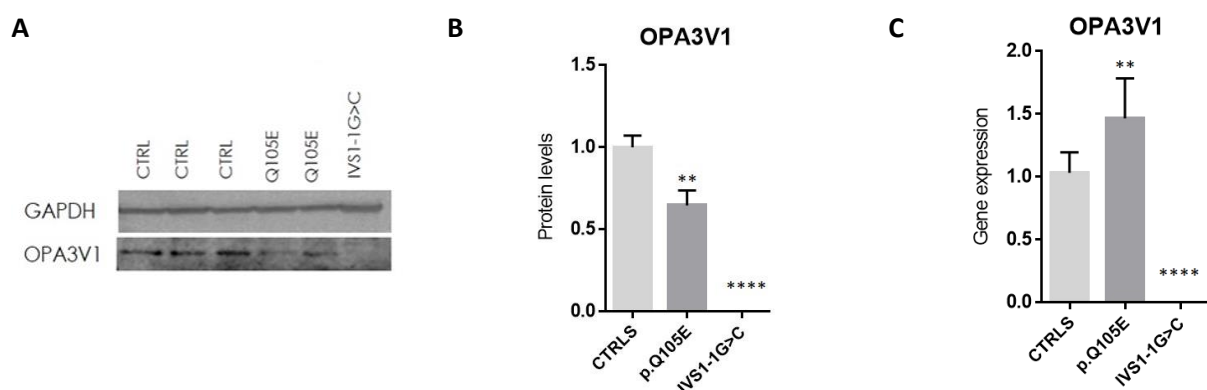 A
CTRL
CTRL
CTRL
Q105E
Q105E
IVS1-1G>C
GAPDH
OPA3V1
B
OPA3V1
Protein levels
1.5
1.0
0.5
0.0
**
****
CTRLS
p.Q105E
IVS1-1G>C
C
OPA3V1
Gene expression
2.0
1.5
1.0
0.5
0.0
**
****
CTRLS
p.Q105E
IVS1-1G>C